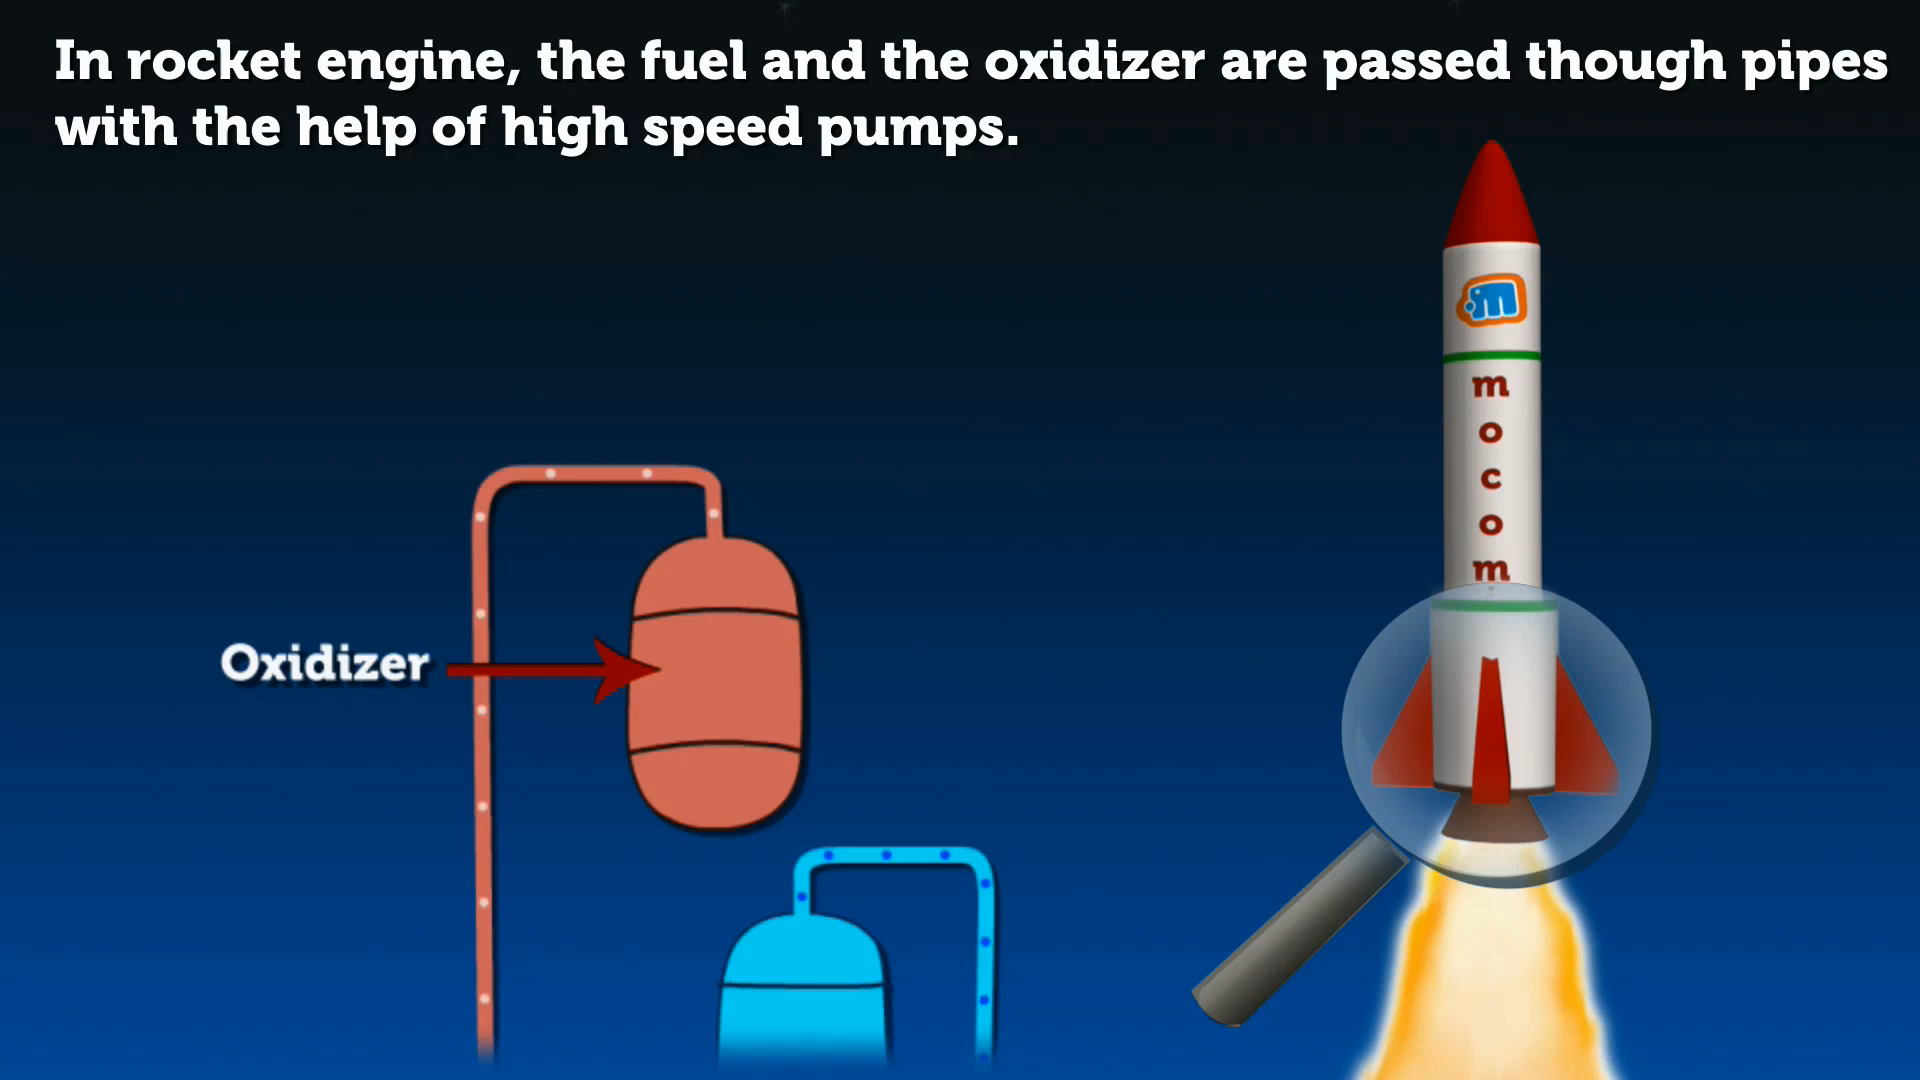 In rocket engine, the fuel and the oxidizer are passed though pipes
with the help of high speed pumps.
m
m
o
c
o
m
Oxidizer